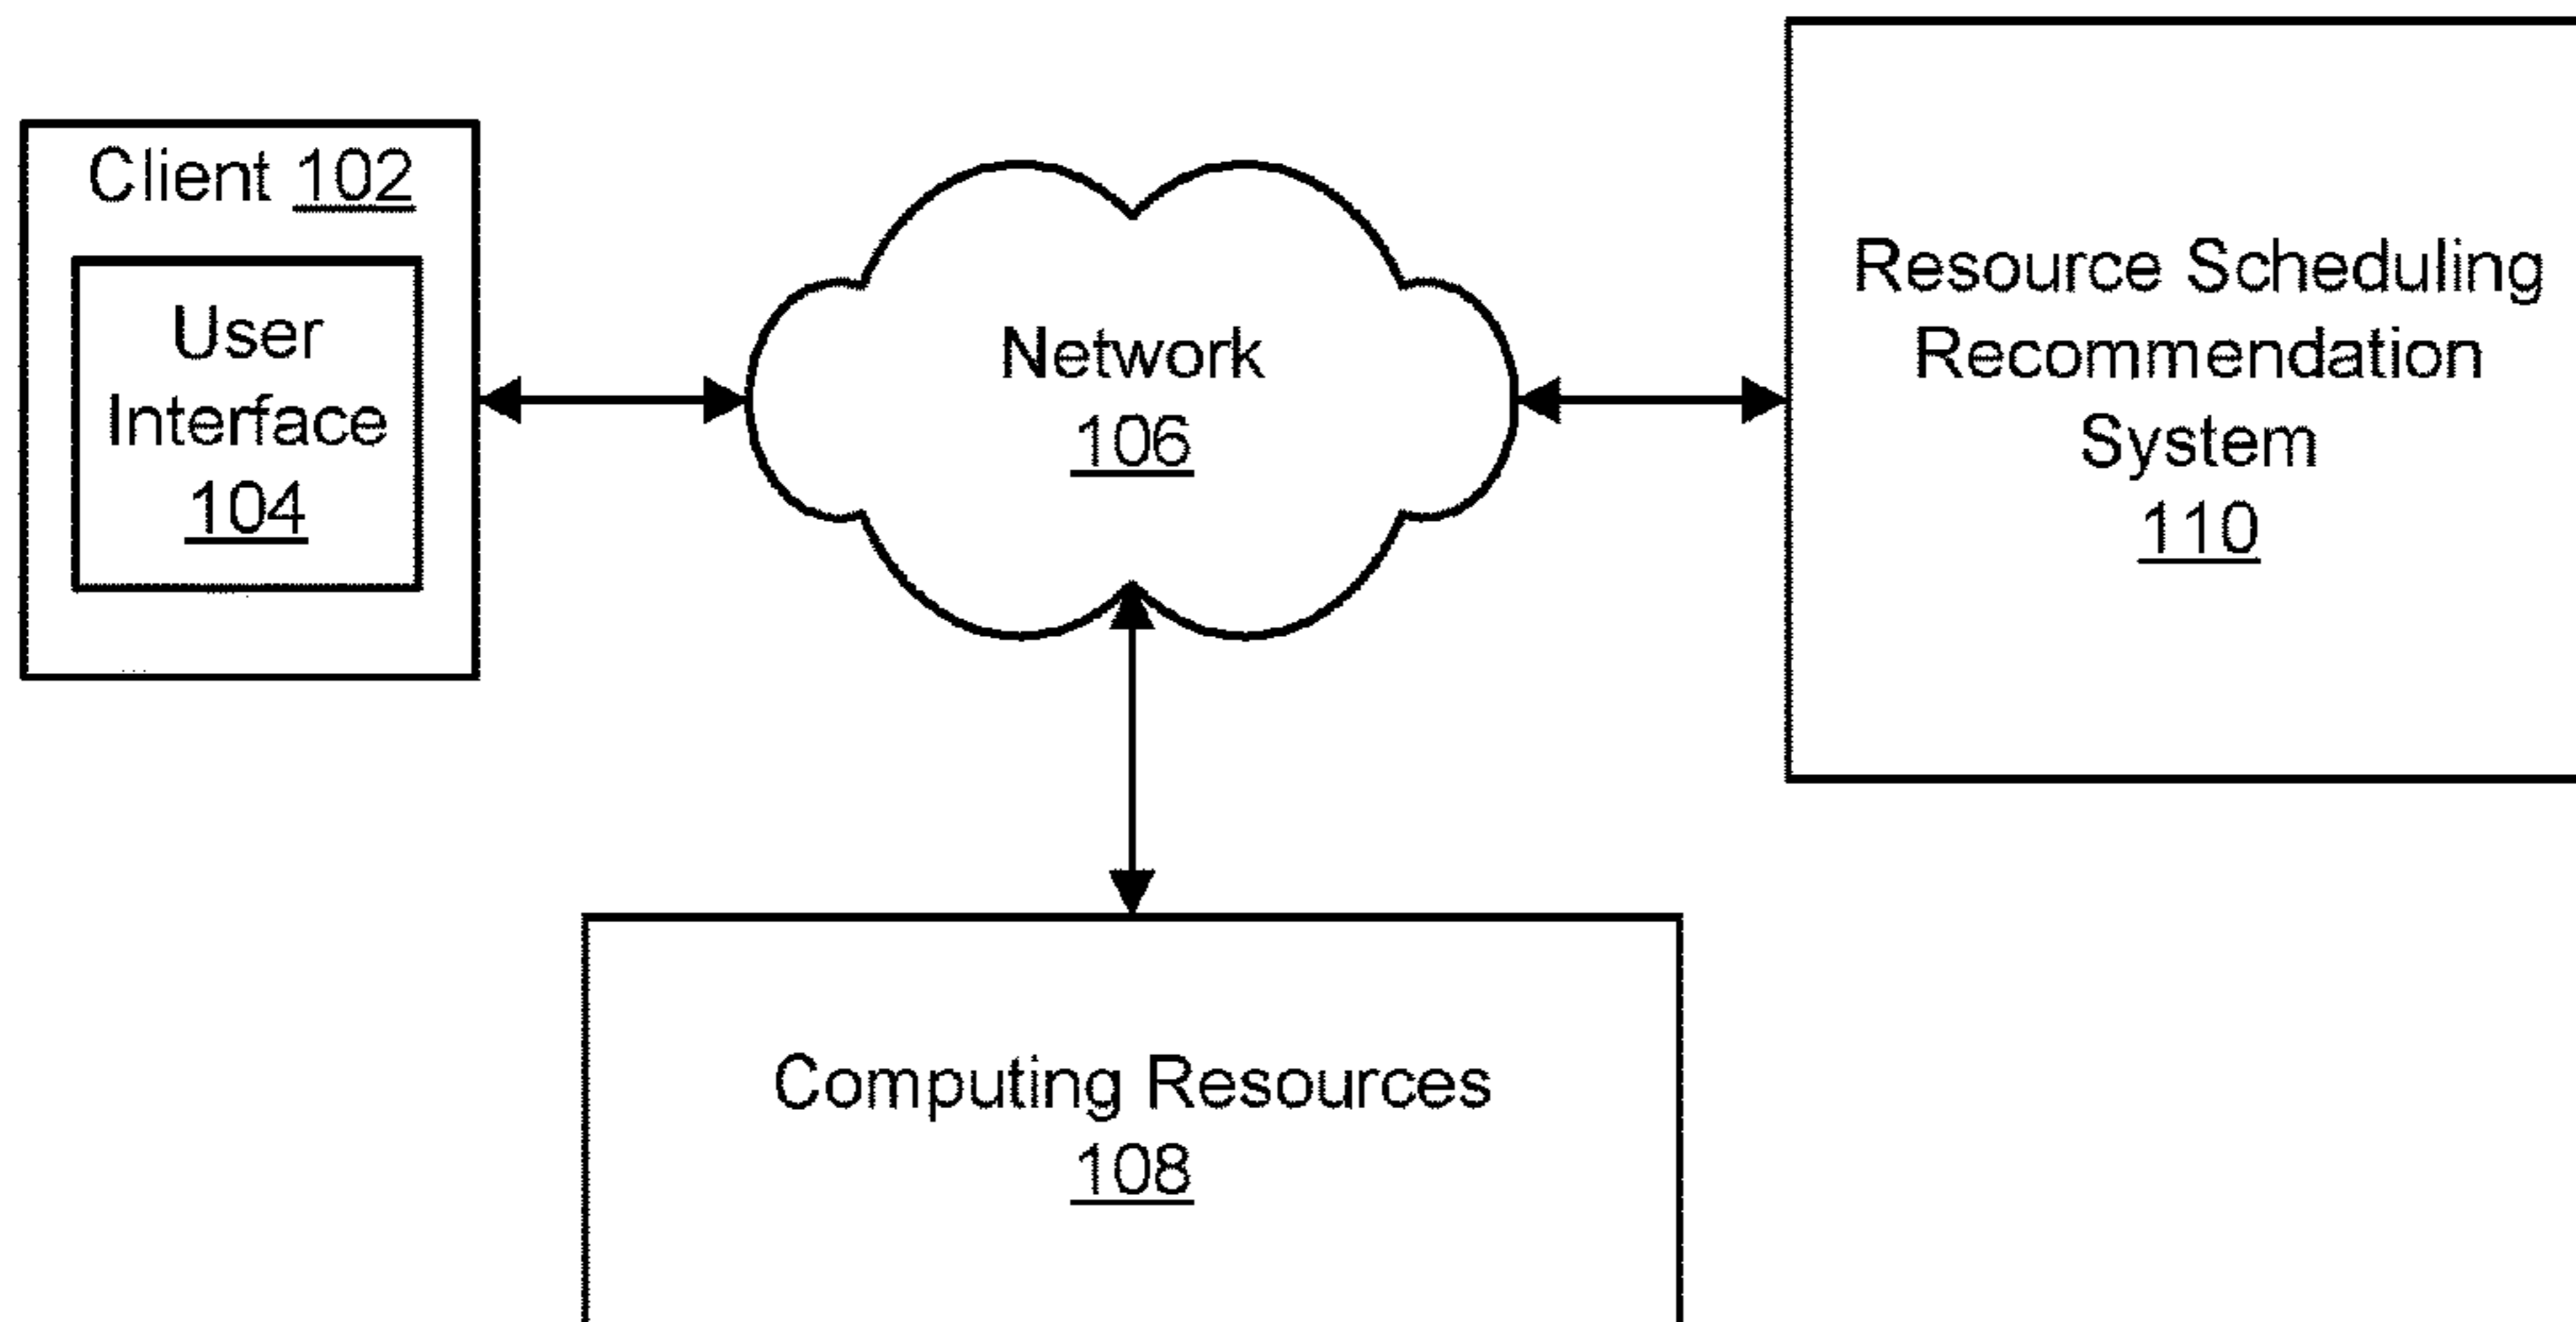 Client 102
User
Interface
104
Network
106
Resource Scheduling
Recommendation
System
110
Computing Resources
108